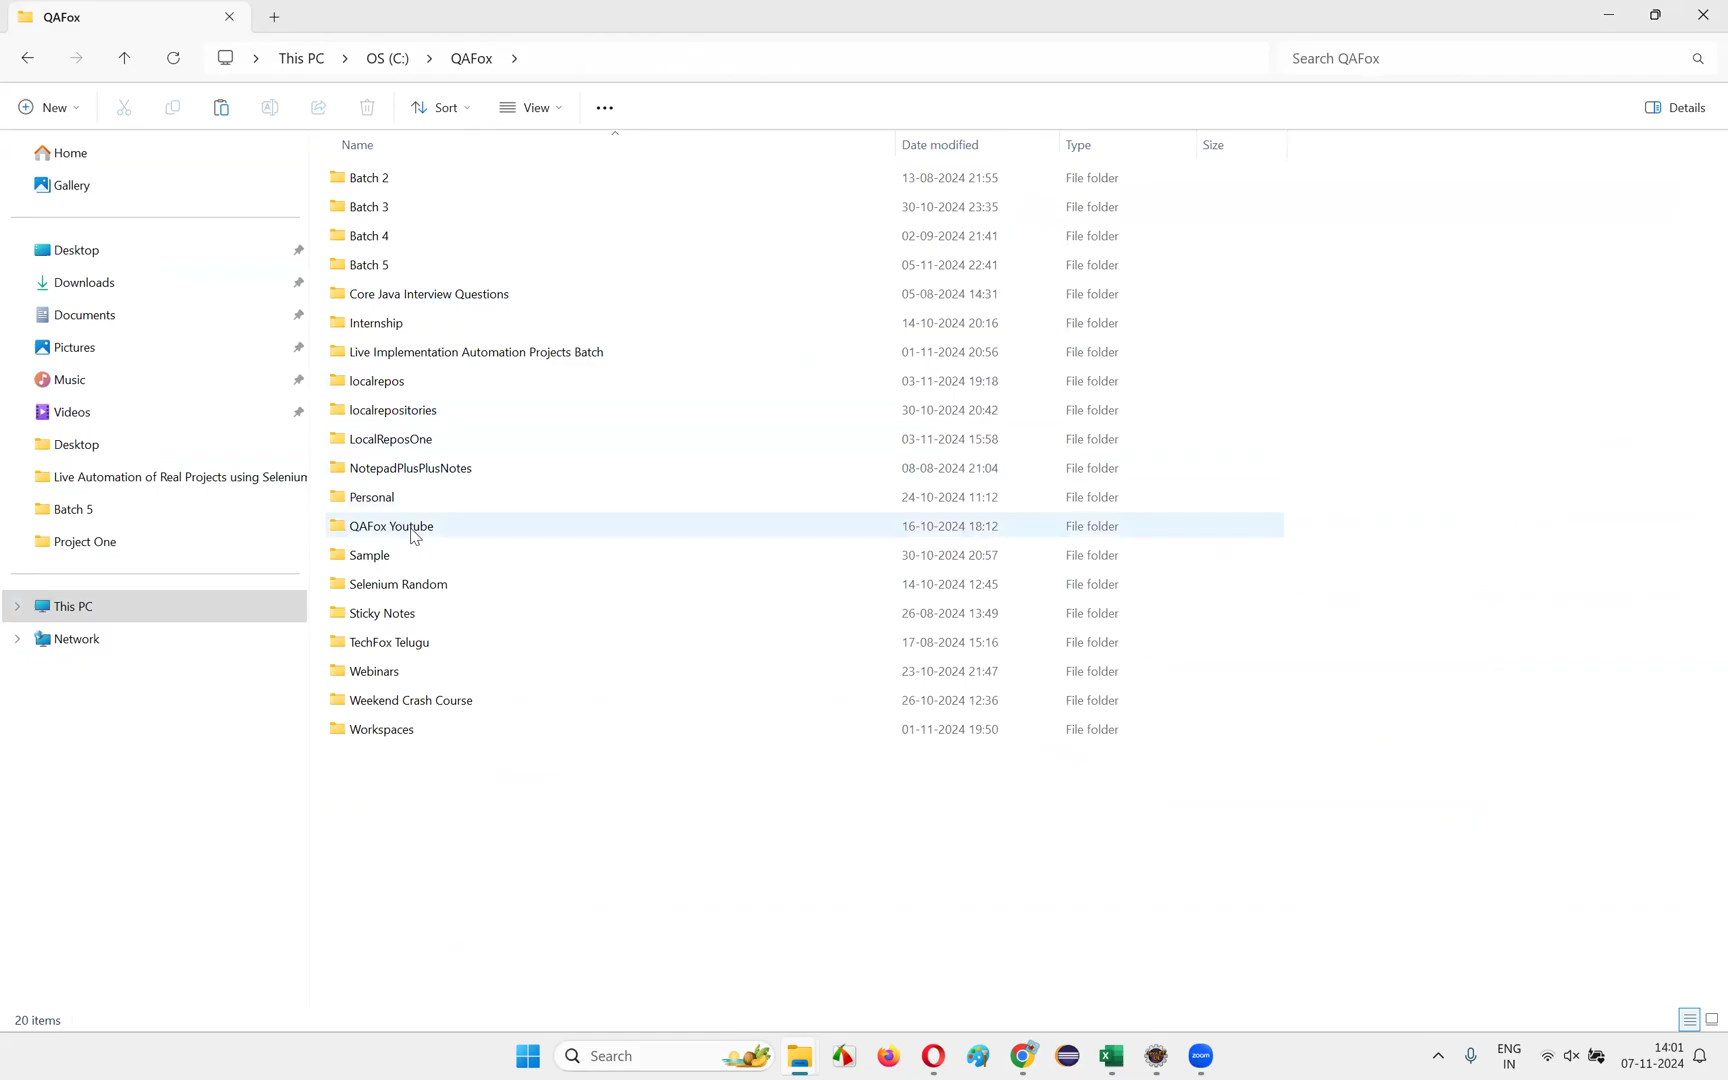 QAFox
This PC
OS (C:)
QAFox
Search QAFox
New
Sort
View
Details
Home
Gallery
Desktop
Downloads
Documents
Pictures
Music
Videos
Desktop
Live Automation of Real Projects using Selenium
Batch 5
Project One
This PC
Network
Name Date modified Type Size
Batch 2 13-08-2024 21:55 File folder
Batch 3 30-10-2024 23:35 File folder
Batch 4 02-09-2024 21:41 File folder
Batch 5 05-11-2024 22:41 File folder
Core Java Interview Questions 05-08-2024 14:31 File folder
Internship 14-10-2024 20:16 File folder
Live Implementation Automation Projects Batch 01-11-2024 20:56 File folder
localrepos 03-11-2024 19:18 File folder
localrepositories 30-10-2024 20:42 File folder
LocalReposOne 03-11-2024 15:58 File folder
NotepadPlusPlusNotes 08-08-2024 21:04 File folder
Personal 24-10-2024 11:12 File folder
QAFox Youtube 16-10-2024 18:12 File folder
Sample 30-10-2024 20:57 File folder
Selenium Random 14-10-2024 12:45 File folder
Sticky Notes 26-08-2024 13:49 File folder
TechFox Telugu 17-08-2024 15:16 File folder
Webinars 23-10-2024 21:47 File folder
Weekend Crash Course 26-10-2024 12:36 File folder
Workspaces 01-11-2024 19:50 File folder
20 items
Search
zoom
ENG
IN
14:01
07-11-2024